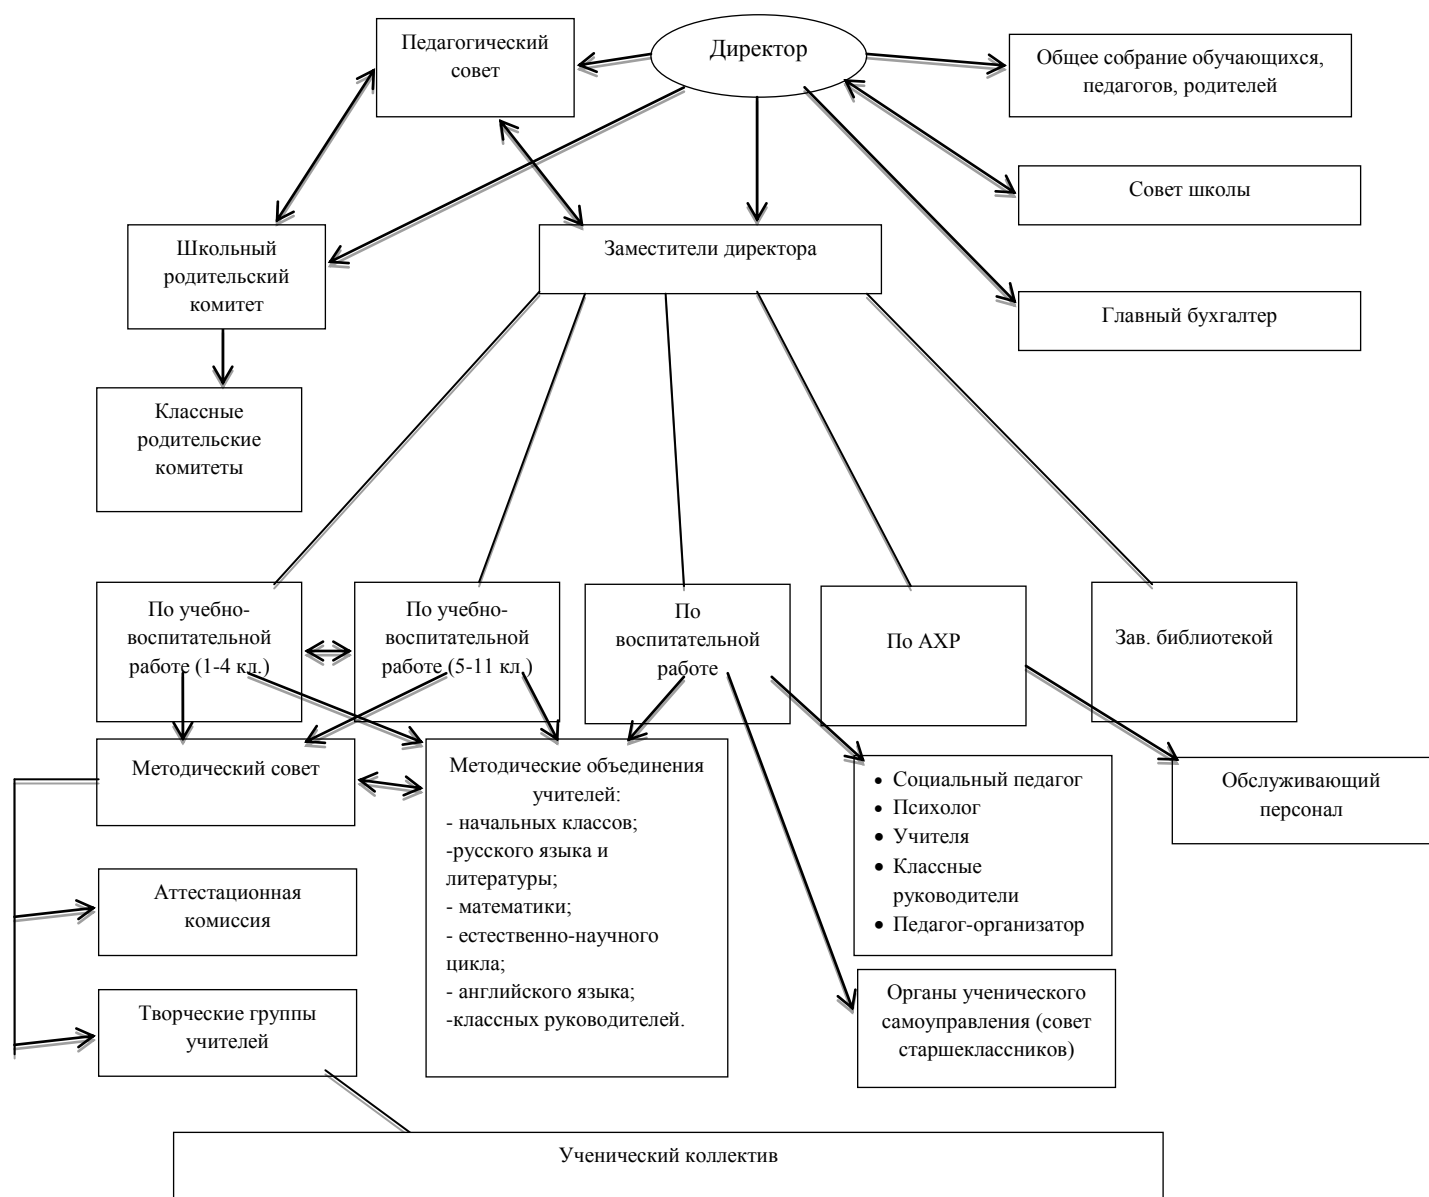 Директор
Педагогический
совет
Общее собрание обучающихся,
педагогов, родителей
Совет школы
Школьный
родительский
комитет
Заместители директора
Главный бухгалтер
Классные
родительские
комитеты
По учебно-
воспитательной
работе (1-4 кл.)
По учебно-
воспитательной
работе (5-11 кл.)
По
воспитательной
работе
По АХР
Зав. библиотекой
Методический совет
Методические объединения
учителей:
- начальных классов;
-русского языка и
литературы;
- математики;
- естественно-научного
цикла;
- английского языка;
-классных руководителей.
• Социальный педагог
• Психолог
• Учителя
• Классные
руководители
• Педагог-организатор
Обслуживающий
персонал
Аттестационная
комиссия
Творческие группы
учителей
Органы ученического
самоуправления (совет
старшеклассников)
Ученический коллектив